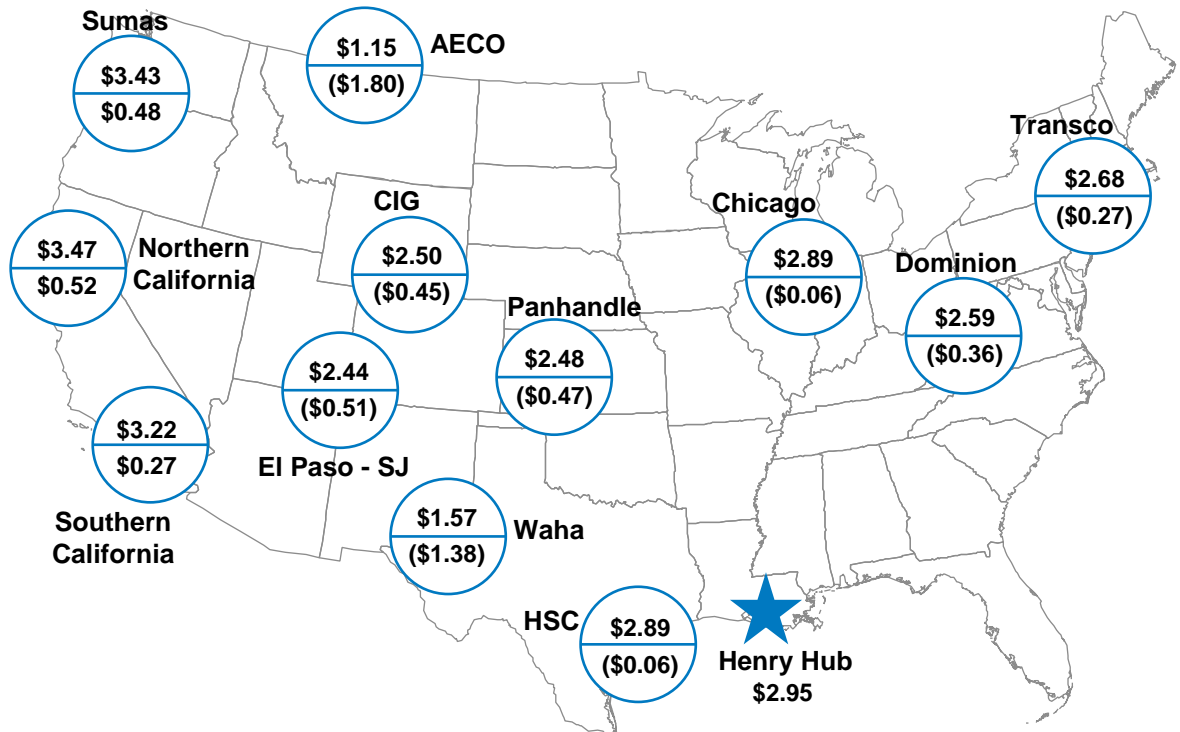 Sumas
$3.43
$0.48
$1.15
($1.80)
AECO
Transco
$2.68
($0.27)
CIG
$2.50
($0.45)
Chicago
$2.89
($0.06)
$3.47
$0.52
Northern
California
Dominion
$2.59
($0.36)
Panhandle
$2.48
($0.47)
$2.44
($0.51)
El Paso - SJ
$3.22
$0.27
Southern
California
$1.57
($1.38)
Waha
HSC
$2.89
($0.06)
Henry Hub
$2.95